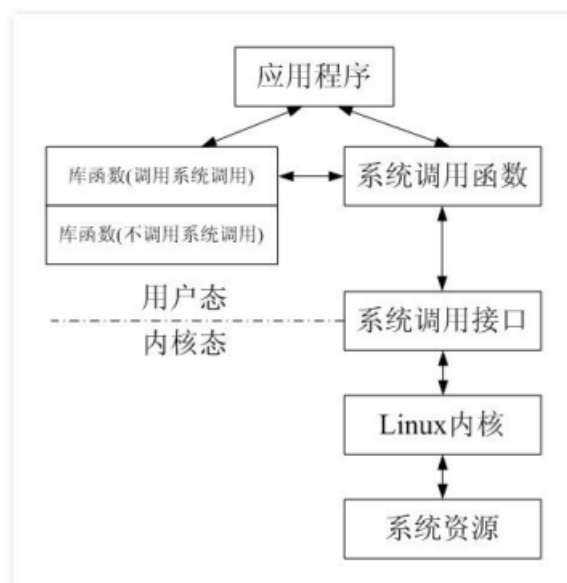 应用程序
库函数(调用系统调用)
系统调用函数
库函数(不调用系统调用)
用户态
系统调用接口
内核态
Linux内核
系统资源